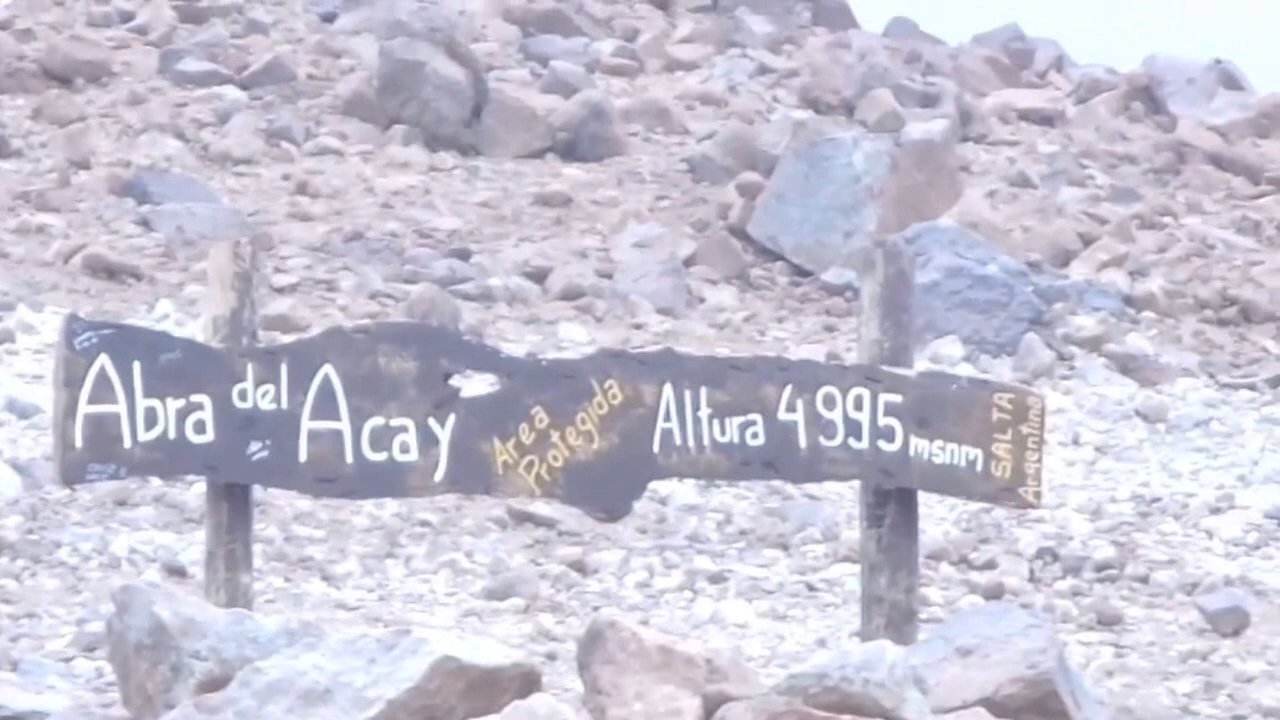 Abra del Acay
Area
Protegida
Altura 4995 msnm
SALTA
Argentina